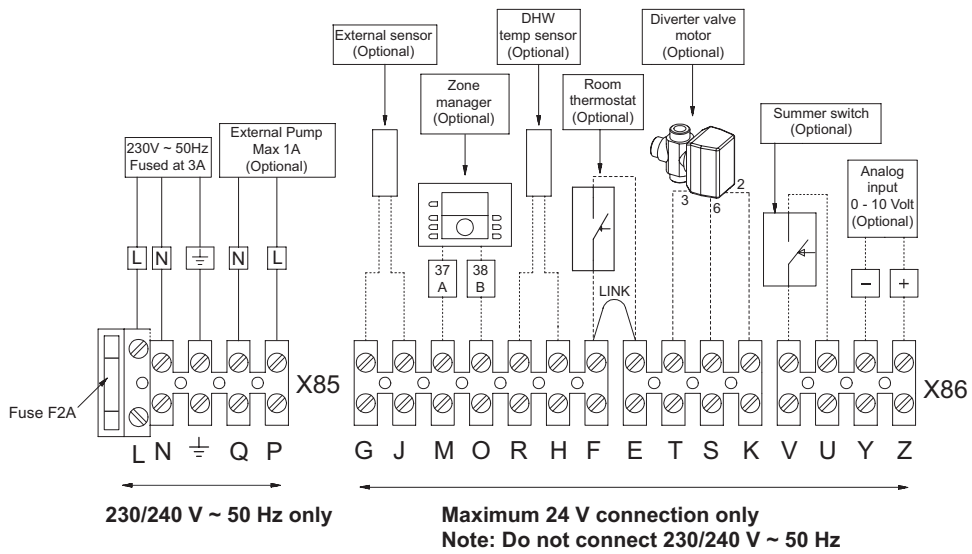 External sensor
(Optional)
DHW
temp sensor
(Optional)
Diverter valve
motor
(Optional)
Zone
manager
(Optional)
Room
thermostat
(Optional)
Summer switch
(Optional)
230V ~ 50Hz
Fused at 3A
External Pump
Max 1A
(Optional)
Analog
input
0 - 10 Volt
(Optional)
3
6
2
L
N
N
L
37
A
38
B
LINK
−
+
Fuse F2A
X85
X86
L N Q P
G J M O R H F E T S K V U Y Z
230/240 V ~ 50 Hz only
Maximum 24 V connection only
Note: Do not connect 230/240 V ~ 50 Hz